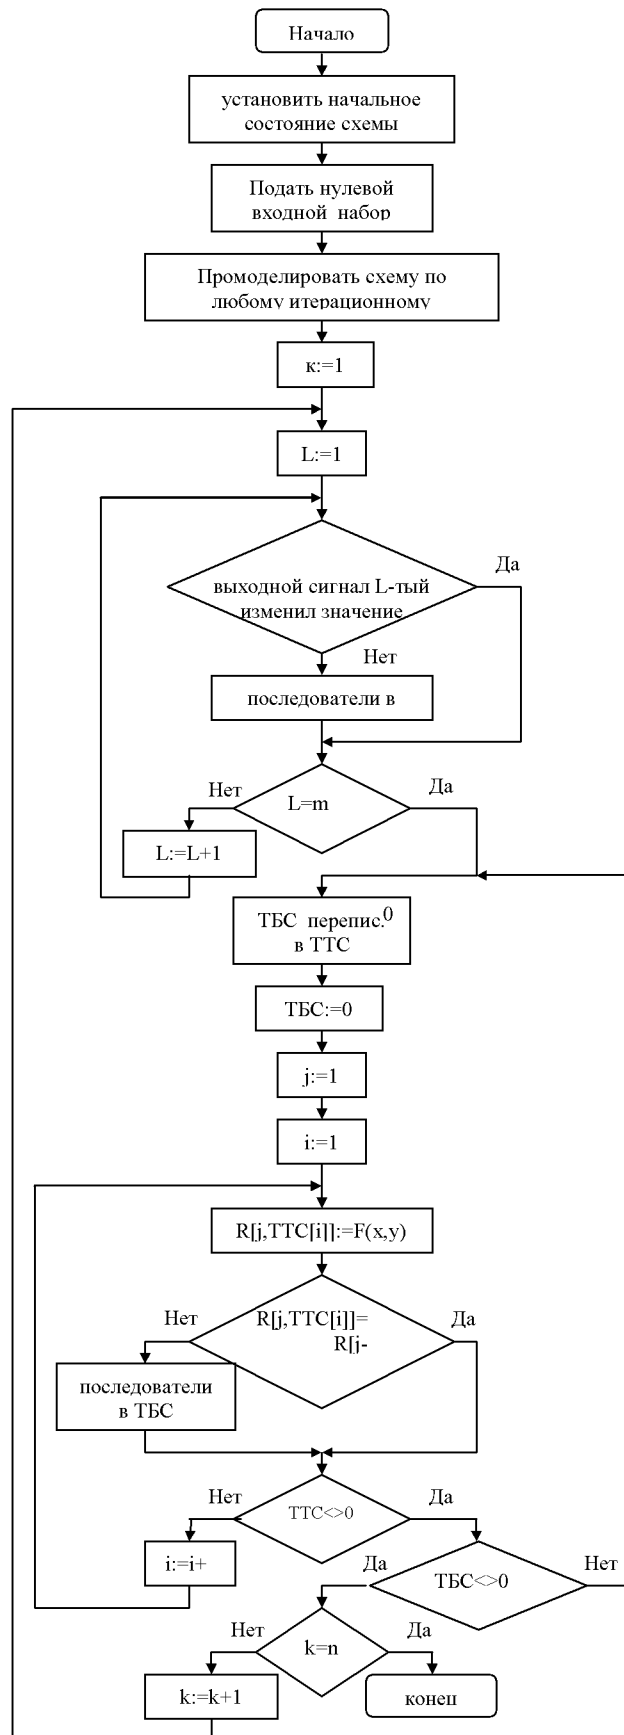 Начало
установить начальное
состояние схемы
Подать нулевой
входной набор
Промоделировать схему по
любому итерационному
к:=1
L:=1
Да
выходной сигнал L-тый
изменил значение
Нет
последователи в
Нет
L=m
Да
L:=L+1
ТБС перепис.0
в ТТС
ТБС:=0
j:=1
i:=1
R[j,TTC[i]]:=F(x,y)
Нет
R[j,TTC[i]]=
R[j-
Да
последователи
в ТБС
Нет
ТТС<>0
Да
i:=i+
Да
ТБС<>0
Нет
Нет
k=n
Да
k:=k+1
конец